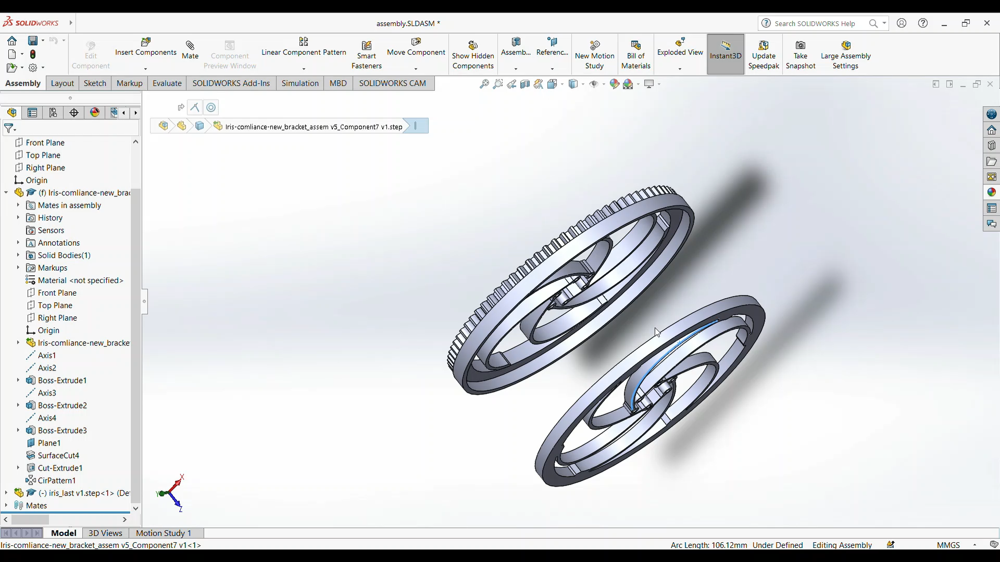 SOLIDWORKS
assembly.SLDASM *
Search SOLIDWORKS Help
Edit
Component
Insert Components
Mate
Component
Preview Window
Linear Component Pattern
Smart
Fasteners
Move Component
Show Hidden
Components
Assemb...
Referenc...
New Motion
Study
Bill of
Materials
Exploded View
Instant3D
Update
Speedpak
Take
Snapshot
Large Assembly
Settings
Assembly
Layout
Sketch
Markup
Evaluate
SOLIDWORKS Add-Ins
Simulation
MBD
SOLIDWORKS CAM
Iris-comliance-new_bracket_assem v5_Component7 v1.step
Front Plane
Top Plane
Right Plane
Origin
(f) Iris-comliance-new_brac
Mates in assembly
History
Sensors
Annotations
Solid Bodies(1)
Markups
Material <not specified>
Front Plane
Top Plane
Right Plane
Origin
Iris-comliance-new_bracke
Axis1
Axis2
Boss-Extrude1
Axis3
Boss-Extrude2
Axis4
Boss-Extrude3
Plane1
SurfaceCut4
Cut-Extrude1
CirPattern1
(-) iris_last v1.step<1> (De
Mates
X
Y
Z
Model
3D Views
Motion Study 1
Iris-comliance-new_bracket_assem v5_Component7 v1<1>
Arc Length: 106.12mm
Under Defined
Editing Assembly
MMGS